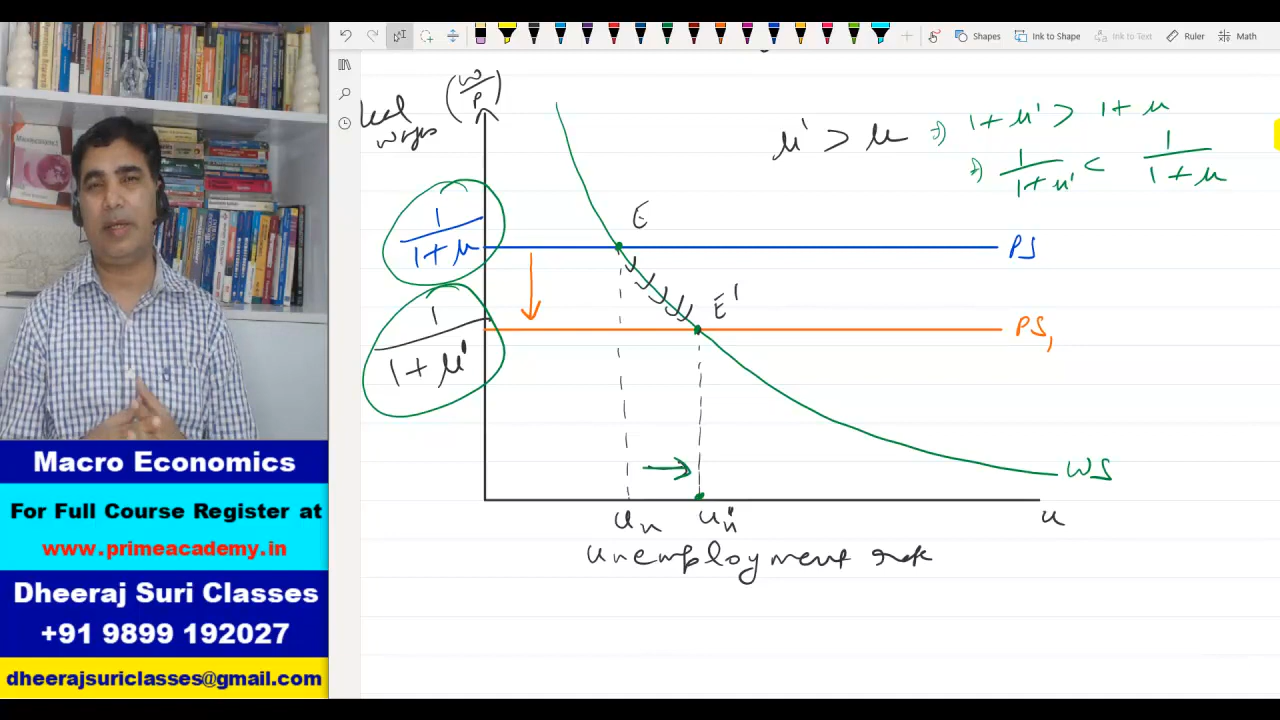 Shapes
Ink to Shape
Ink to Text
Ruler
Math
(w/P)
wages
μ' > μ ⇒ 1+μ' > 1+μ
⇒ 1/(1+μ') < 1/(1+μ)
E
1/(1+μ)
PS
E'
1/(1+μ')
PS₁
WS
uₙ
uₙ'
u
unemployment rate
Macroeconomics
Macro Economics
For Full Course Register at
www.primeacademy.in
Dheeraj Suri Classes
+91 9899 192027
dheerajsuriclasses@gmail.com